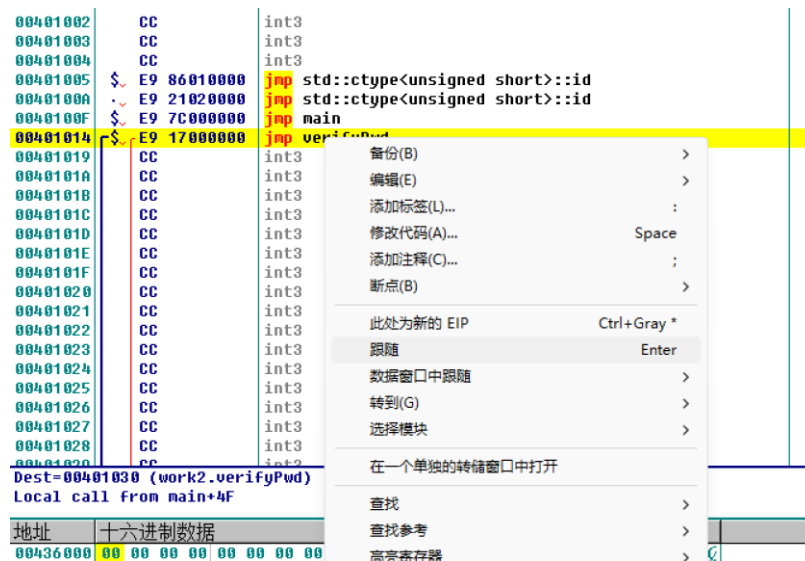 00401002 CC int3
00401003 CC int3
00401004 CC int3
00401005 $ E9 86010000 jmp std::ctype<unsigned short>::id
0040100A . E9 21020000 jmp std::ctype<unsigned short>::id
0040100F $ E9 7C000000 jmp main
00401014 $ E9 17000000 jmp verifyPwd
00401019 CC int3
0040101A CC int3
0040101B CC int3
0040101C CC int3
0040101D CC int3
0040101E CC int3
0040101F CC int3
00401020 CC int3
00401021 CC int3
00401022 CC int3
00401023 CC int3
00401024 CC int3
00401025 CC int3
00401026 CC int3
00401027 CC int3
00401028 CC int3
00401029 CC int3
备份(B) >
编辑(E) >
添加标签(L)... :
修改代码(A)... Space
添加注释(C)... ;
断点(B) >
此处为新的 EIP Ctrl+Gray *
跟随 Enter
数据窗口中跟随 >
转到(G) >
选择模块 >
在一个单独的转储窗口中打开
查找 >
查找参考 >
高亮寄存器 >
Dest=00401030 (work2.verifyPwd)
Local call from main+4F
地址 十六进制数据
00436000 00 00 00 00 00 00 00 00